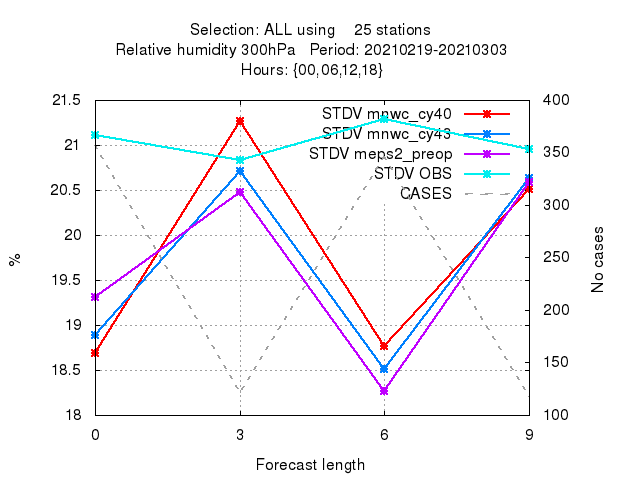 Selection: ALL using 25 stations
Relative humidity 300hPa Period: 20210219-20210303
Hours: {00,06,12,18}
21.5
21
20.5
20
19.5
19
18.5
18
%
400
350
300
250
200
150
100
No cases
STDV mnwc_cy40
STDV mnwc_cy43
STDV meps2_preop
STDV OBS
CASES
0 3 6 9
Forecast length